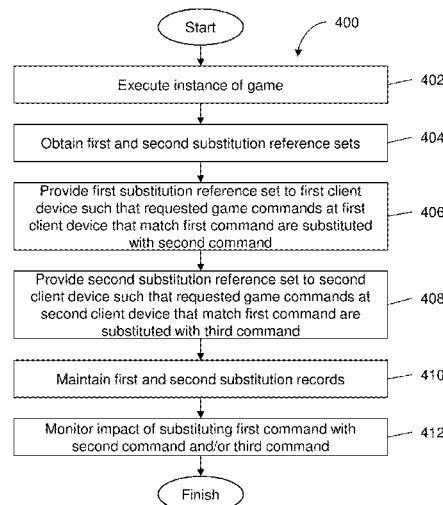 Start
400
Execute instance of game
402
Obtain first and second substitution reference sets
404
Provide first substitution reference set to first client
device such that requested game commands at first
client device that match first command are substituted
with second command
406
Provide second substitution reference set to second
client device such that requested game commands at
second client device that match first command are
substituted with third command
408
Maintain first and second substitution records
410
Monitor impact of substituting first command with
second command and/or third command
412
Finish